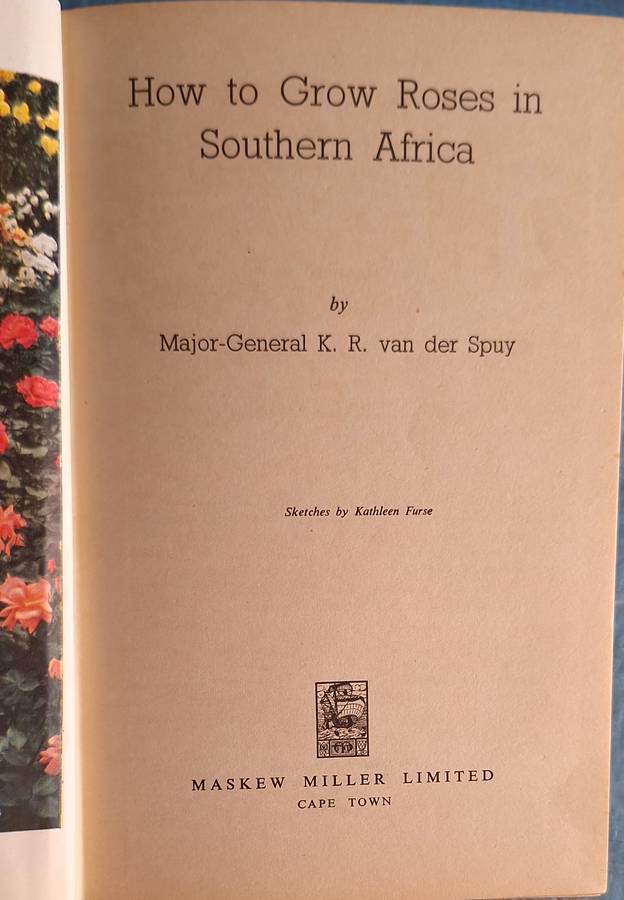 How to Grow Roses in
Southern Africa
by
Major-General K. R. van der Spuy
Sketches by Kathleen Furse
MASKEW MILLER LIMITED
CAPE TOWN